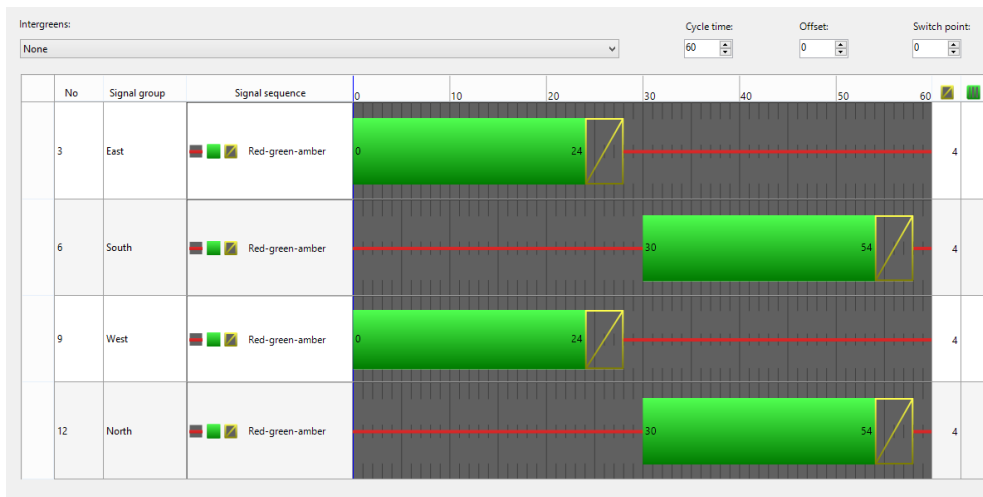 Intergreens:
Cycle time:
Offset:
Switch point:
None
60
0
0
No
Signal group
Signal sequence
0
10
20
30
40
50
60
3
East
Red-green-amber
0
24
4
6
South
Red-green-amber
30
54
4
9
West
Red-green-amber
0
24
4
12
North
Red-green-amber
30
54
4